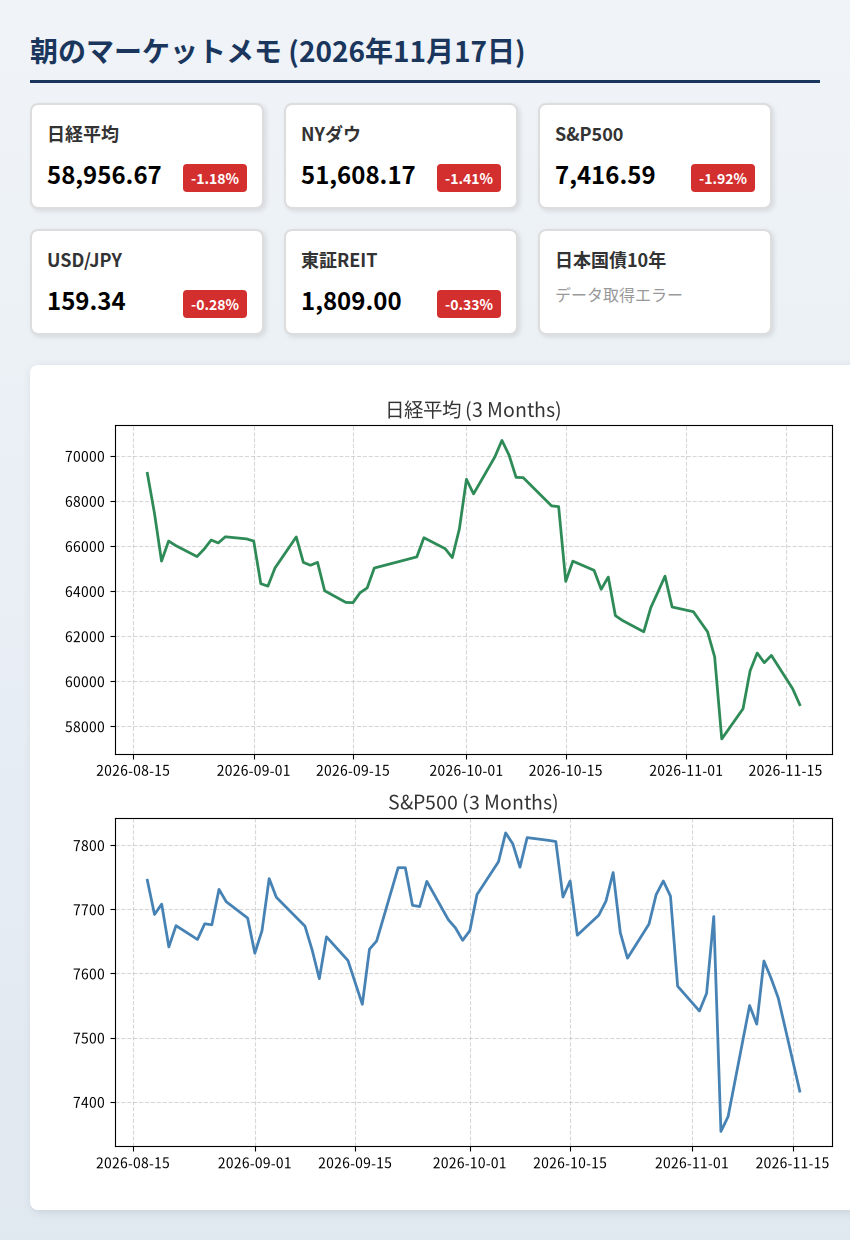 朝のマーケットメモ (2026年11月17日)
日経平均
58,956.67 -1.18%
NYダウ
51,608.17 -1.41%
S&P500
7,416.59 -1.92%
USD/JPY
159.34 -0.28%
東証REIT
1,809.00 -0.33%
日本国債10年
データ取得エラー
日経平均 (3 Months)
70000
68000
66000
64000
62000
60000
58000
2026-08-15 2026-09-01 2026-09-15 2026-10-01 2026-10-15 2026-11-01 2026-11-15
S&P500 (3 Months)
7800
7700
7600
7500
7400
2026-08-15 2026-09-01 2026-09-15 2026-10-01 2026-10-15 2026-11-01 2026-11-15